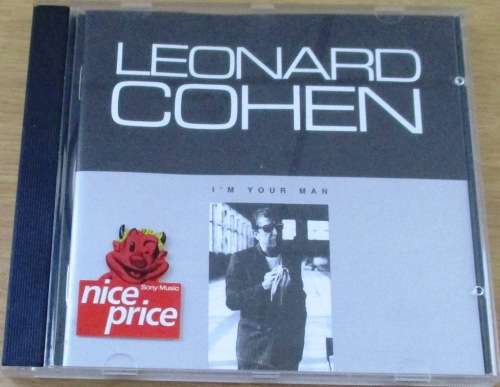 LEONARD
COHEN
I'M YOUR MAN
Sony Music
nice
price